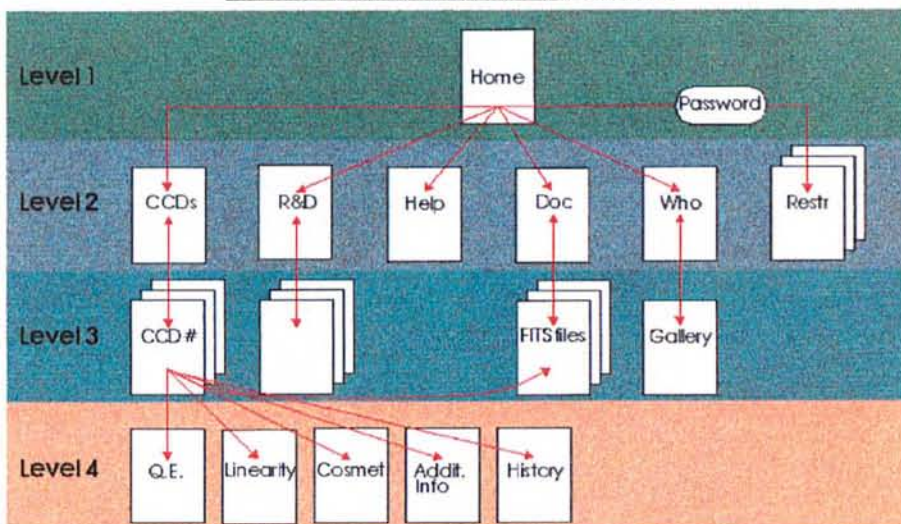 Level 1
Home
Password
Level 2
CCDs
R&D
Help
Doc
Who
Restr
Level 3
CCD #
FITS files
Gallery
Level 4
Q.E.
Linearity
Cosmet
Addit.
Info
History